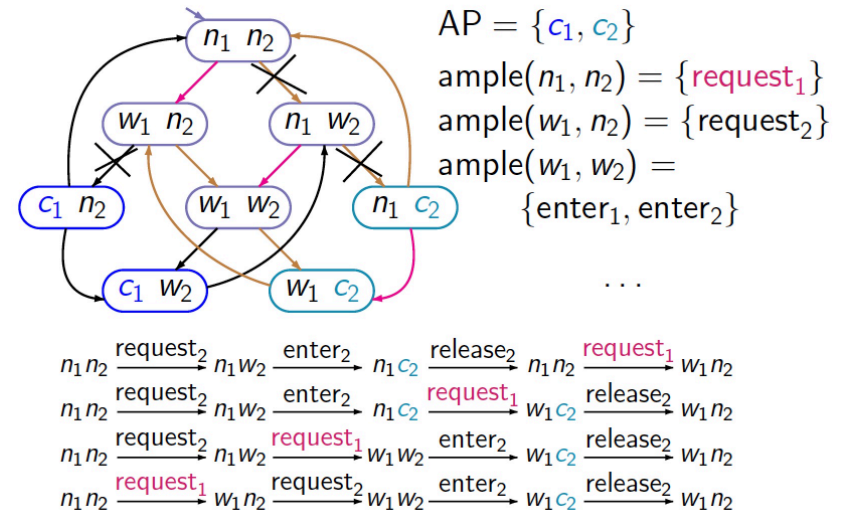 n₁ n₂
w₁ n₂
n₁ w₂
c₁ n₂
w₁ w₂
n₁ c₂
c₁ w₂
w₁ c₂
AP = {c₁, c₂}
ample(n₁, n₂) = {request₁}
ample(w₁, n₂) = {request₂}
ample(w₁, w₂) =
{enter₁, enter₂}
...
n₁n₂ request₂ n₁w₂ enter₂ n₁c₂ release₂ n₁n₂ request₁ w₁n₂
n₁n₂ request₂ n₁w₂ enter₂ n₁c₂ request₁ w₁c₂ release₂ w₁n₂
n₁n₂ request₂ n₁w₂ request₁ w₁w₂ enter₂ w₁c₂ release₂ w₁n₂
n₁n₂ request₁ w₁n₂ request₂ w₁w₂ enter₂ w₁c₂ release₂ w₁n₂